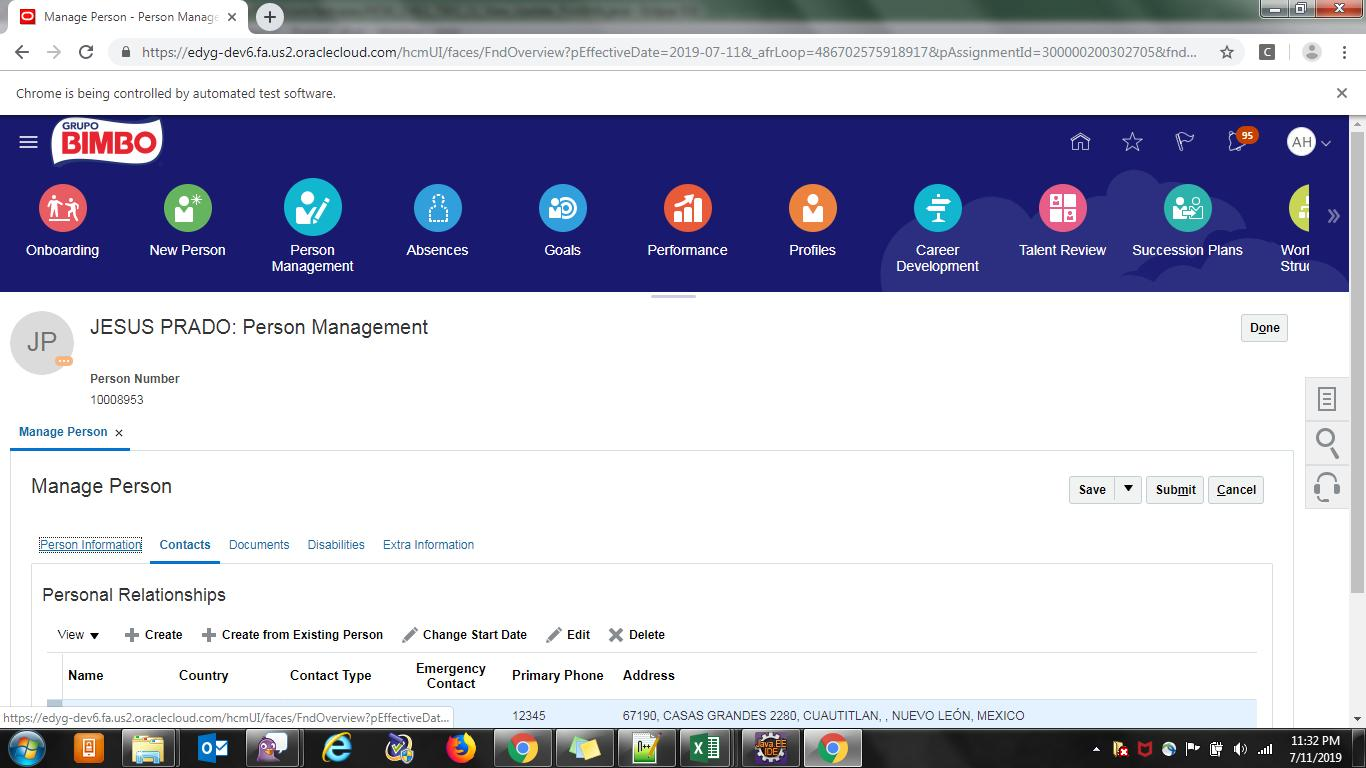 Manage Person - Person Manage
https://edyg-dev6.fa.us2.oraclecloud.com/hcmUI/faces/FndOverview?pEffectiveDate=2019-07-11&_afrLoop=486702575918917&pAssignmentId=300000200302705&fnd...
C
Chrome is being controlled by automated test software.
GRUPO
BIMBO
95
AH
Onboarding
New Person
Person Management
Absences
Goals
Performance
Profiles
Career Development
Talent Review
Succession Plans
Worl
Struc
JP
JESUS PRADO: Person Management
Done
Person Number
10008953
Manage Person
Manage Person
Save
Submit
Cancel
Person Information
Contacts
Documents
Disabilities
Extra Information
Personal Relationships
View
Create
Create from Existing Person
Change Start Date
Edit
Delete
Name
Country
Contact Type
Emergency Contact
Primary Phone
Address
12345
67190, CASAS GRANDES 2280, CUAUTITLAN, , NUEVO LEÓN, MEXICO
https://edyg-dev6.fa.us2.oraclecloud.com/hcmUI/faces/FndOverview?pEffectiveDat...
Java EE
IDE
11:32 PM
7/11/2019